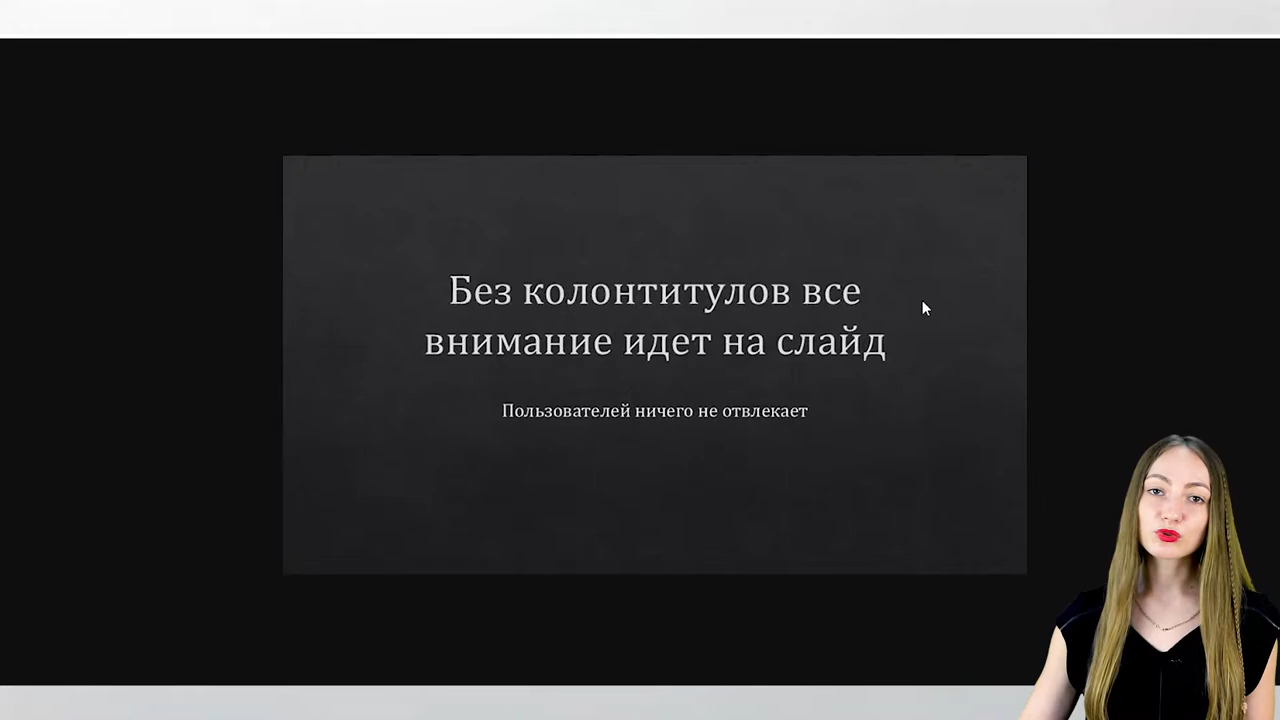 Без колонтитулов все
внимание идет на слайд
Пользователей ничего не отвлекает